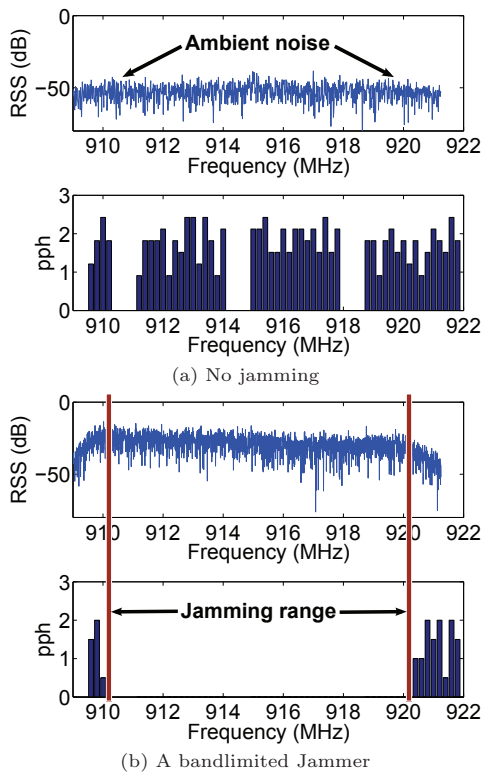 0
−50
RSS (dB)
Ambient noise
910 912 914 916 918 920 922
Frequency (MHz)
3
2
1
0
pph
910 912 914 916 918 920 922
Frequency (MHz)
(a) No jamming
0
−50
RSS (dB)
910 912 914 916 918 920 922
Frequency (MHz)
3
2
1
0
pph
Jamming range
910 912 914 916 918 920 922
Frequency (MHz)
(b) A bandlimited Jammer